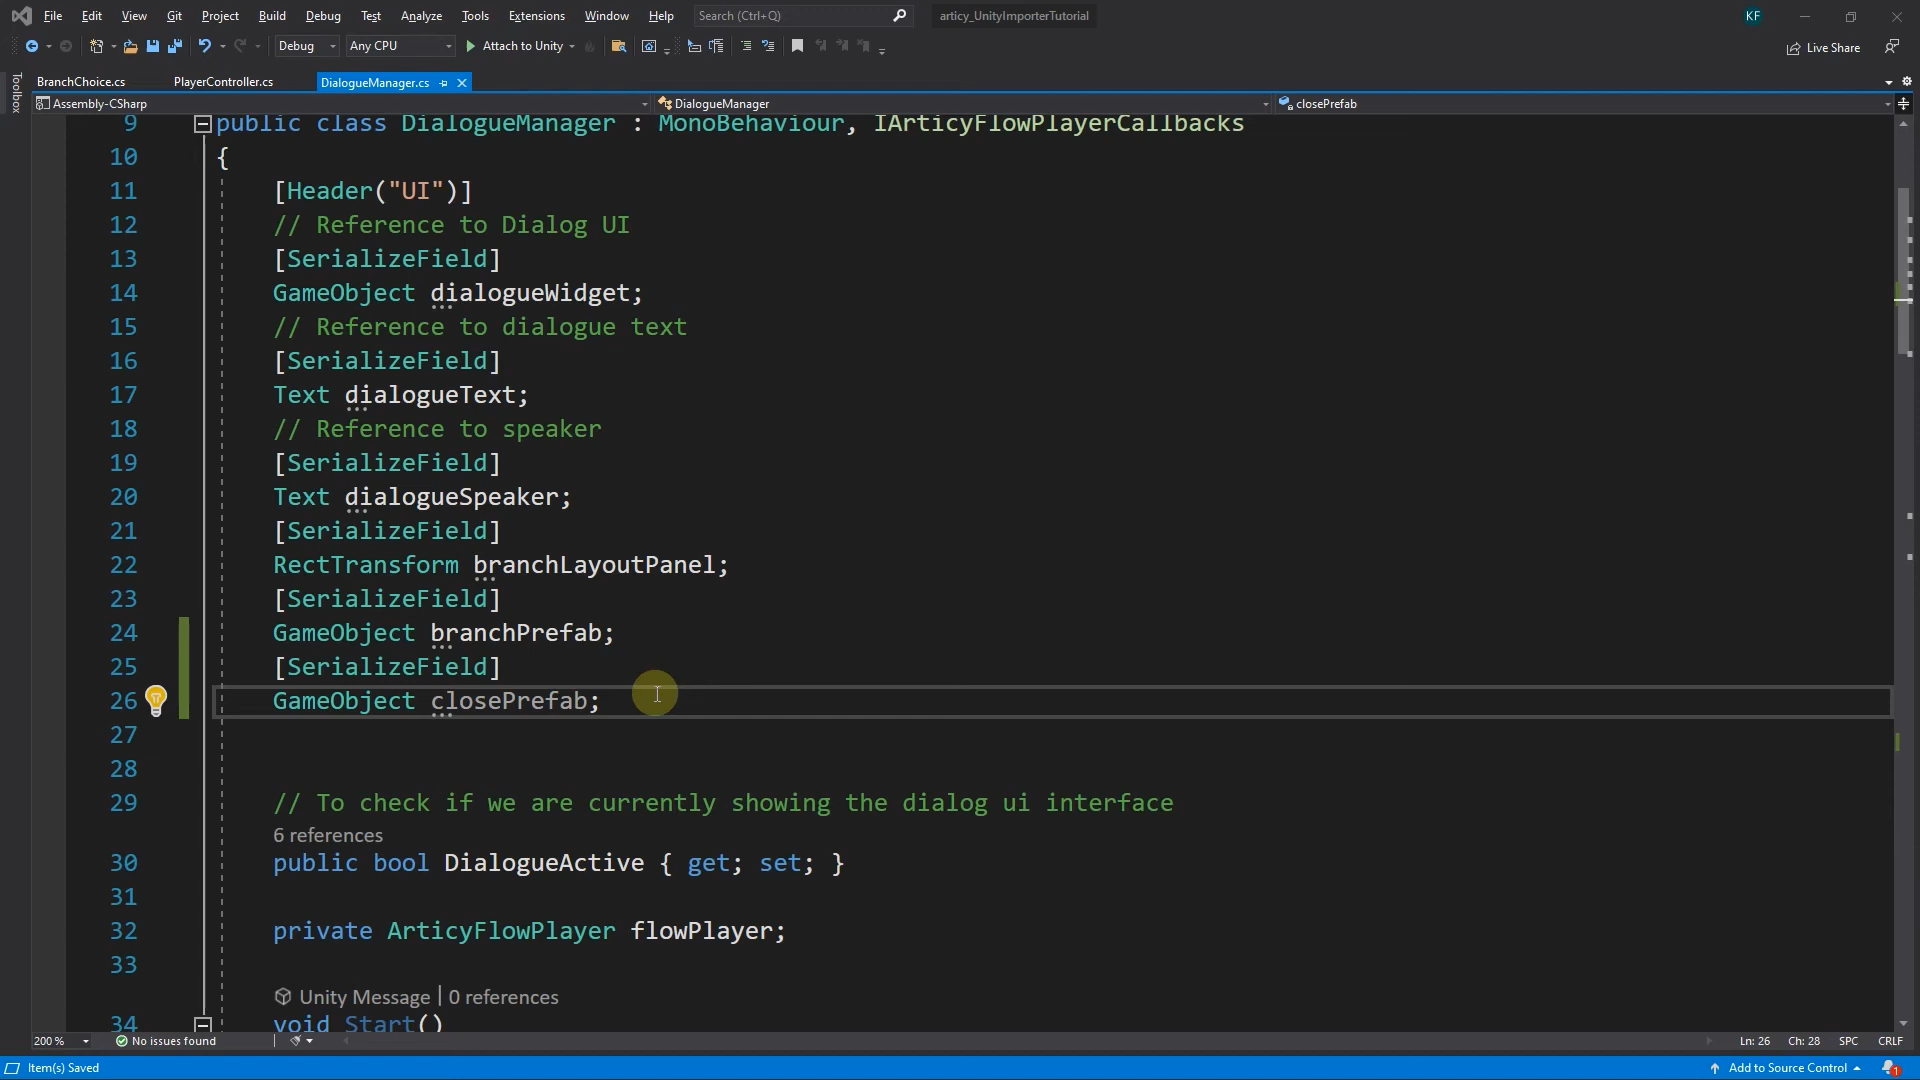 File Edit View Git Project Build Debug Test Analyze Tools Extensions Window Help Search (Ctrl+Q) articy_UnityImporterTutorial KF
Debug Any CPU Attach to Unity Live Share
Toolbox
BranchChoice.cs PlayerController.cs DialogueManager.cs
Assembly-CSharp DialogueManager closePrefab
9 public class DialogueManager : MonoBehaviour, IArticyFlowPlayerCallbacks
10 {
11 [Header("UI")]
12 // Reference to Dialog UI
13 [SerializeField]
14 GameObject dialogueWidget;
15 // Reference to dialogue text
16 [SerializeField]
17 Text dialogueText;
18 // Reference to speaker
19 [SerializeField]
20 Text dialogueSpeaker;
21 [SerializeField]
22 RectTransform branchLayoutPanel;
23 [SerializeField]
24 GameObject branchPrefab;
25 [SerializeField]
26 GameObject closePrefab;
27
28
29 // To check if we are currently showing the dialog ui interface
6 references
30 public bool DialogueActive { get; set; }
31
32 private ArticyFlowPlayer flowPlayer;
33
Unity Message | 0 references
34 void Start()
200 % No issues found Ln: 26 Ch: 28 SPC CRLF
Item(s) Saved Add to Source Control 1